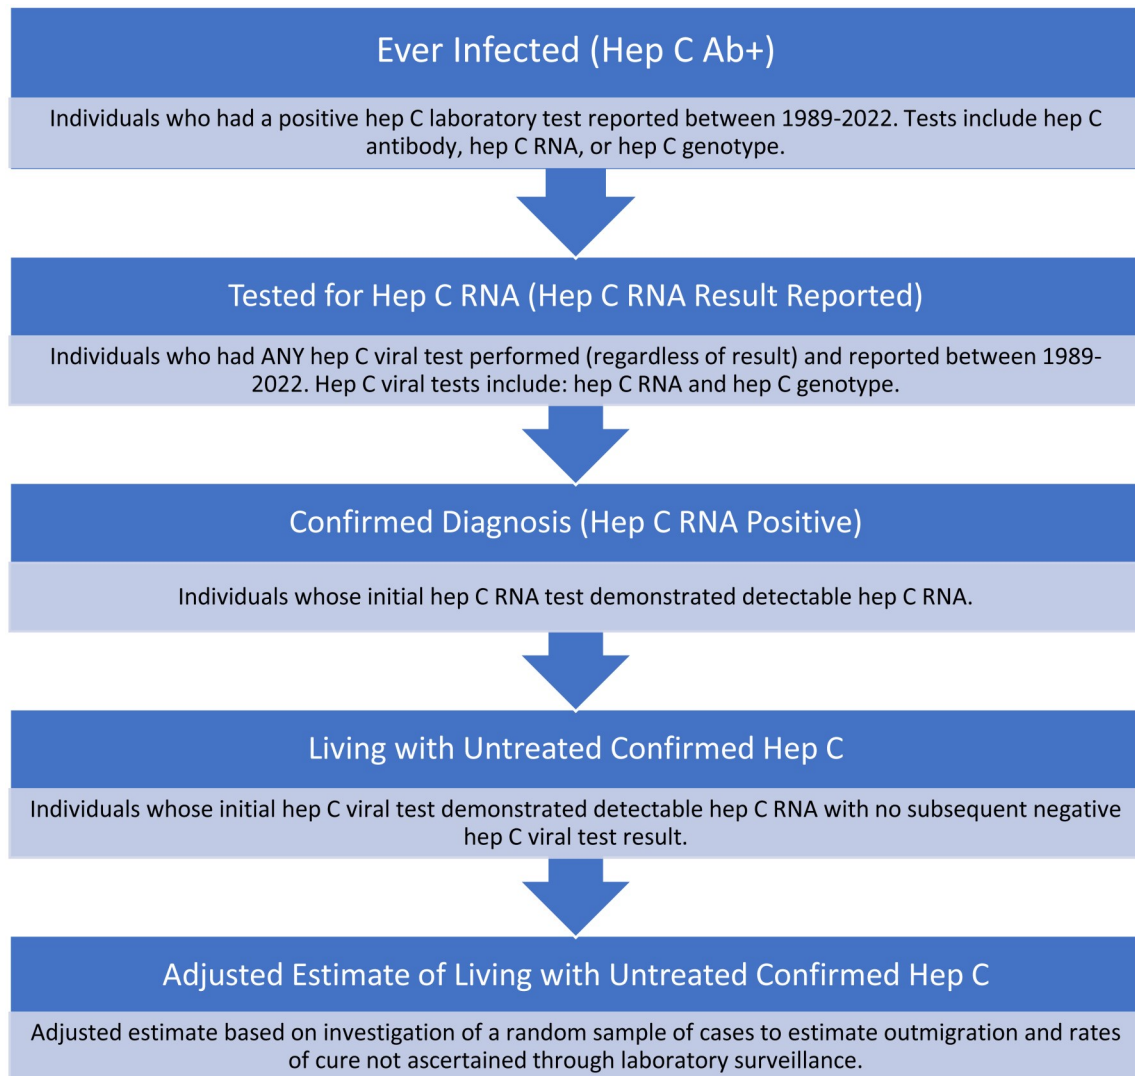 Ever Infected (Hep C Ab+)
Individuals who had a positive hep C laboratory test reported between 1989-2022. Tests include hep C
antibody, hep C RNA, or hep C genotype.
Tested for Hep C RNA (Hep C RNA Result Reported)
Individuals who had ANY hep C viral test performed (regardless of result) and reported between 1989-
2022. Hep C viral tests include: hep C RNA and hep C genotype.
Confirmed Diagnosis (Hep C RNA Positive)
Individuals whose initial hep C RNA test demonstrated detectable hep C RNA.
Living with Untreated Confirmed Hep C
Individuals whose initial hep C viral test demonstrated detectable hep C RNA with no subsequent negative
hep C viral test result.
Adjusted Estimate of Living with Untreated Confirmed Hep C
Adjusted estimate based on investigation of a random sample of cases to estimate outmigration and rates
of cure not ascertained through laboratory surveillance.